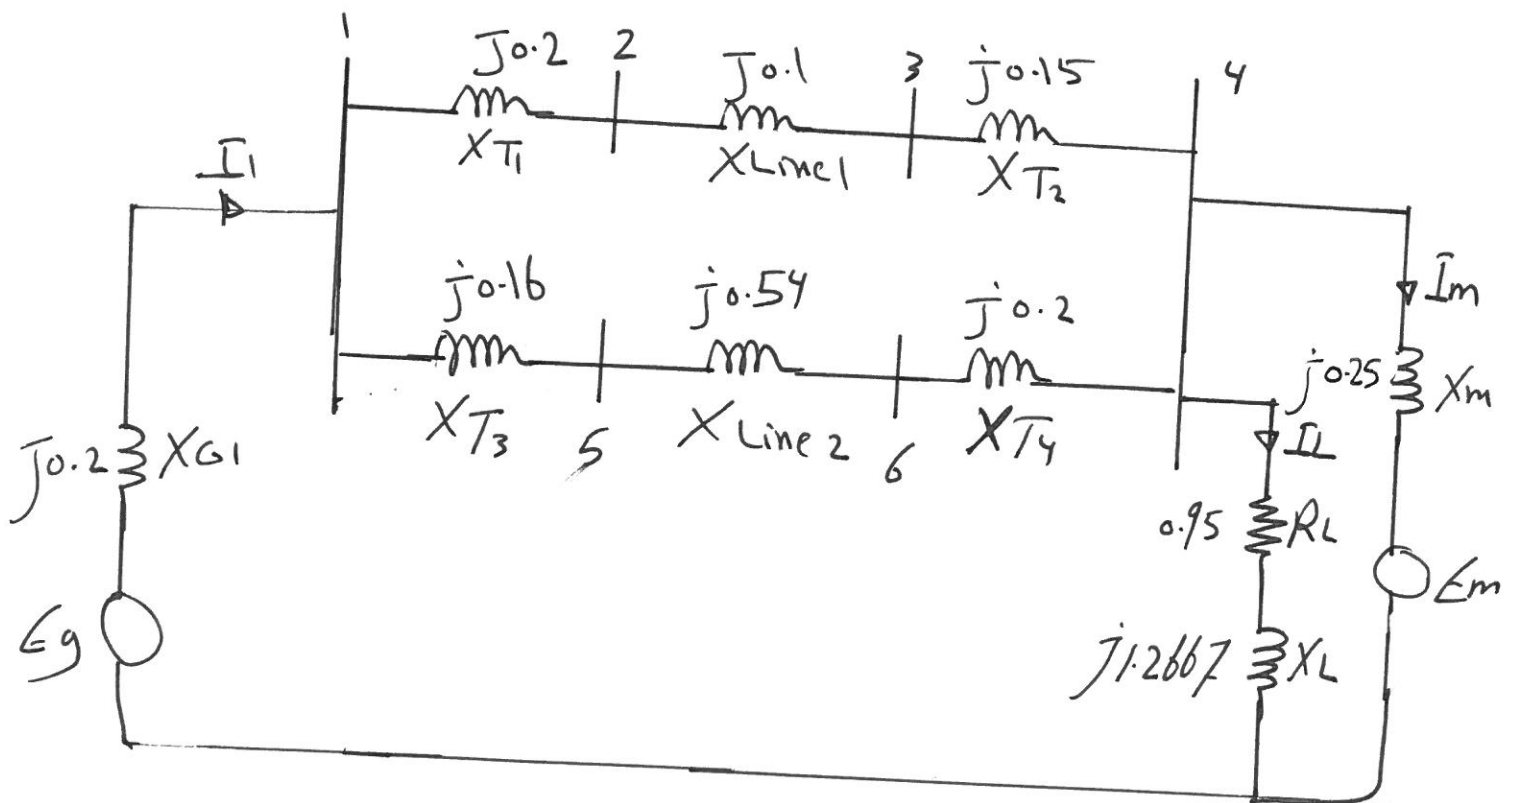 1
J0.2
2
J0.1
3
j0.15
4
XT1
XLine1
XT2
I1
Im
j0.16
j0.54
j0.2
j0.25
Xm
XT3
5
XLine2
6
XT4
IL
J0.2
XG1
0.95
RL
Eg
Em
j1.2667
XL